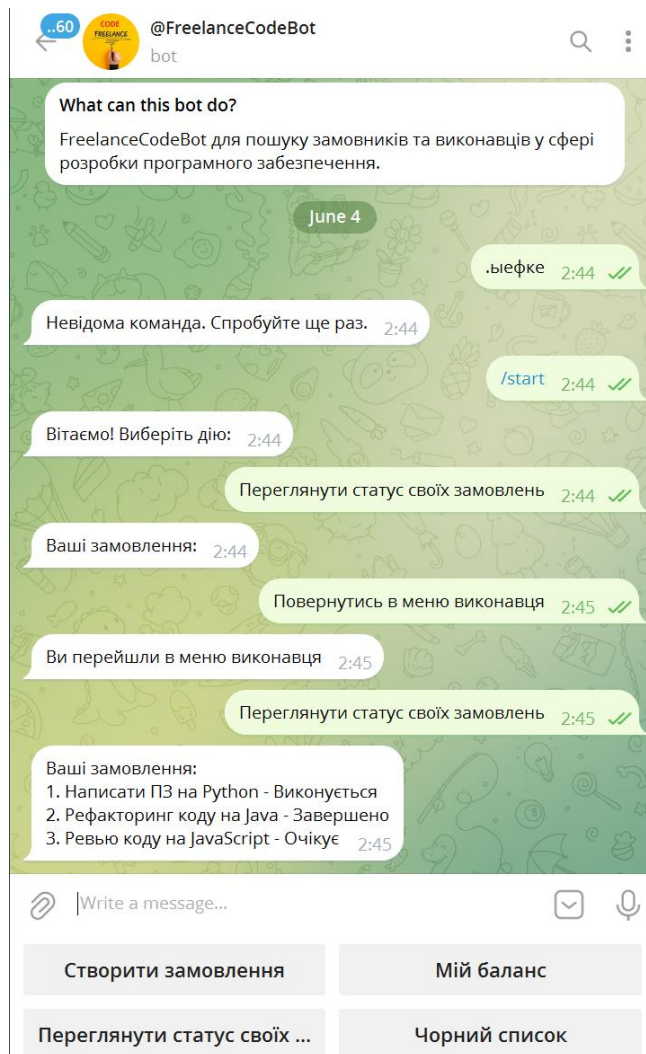 ..60
CODE
FREELANCE
@FreelanceCodeBot
bot
What can this bot do?
FreelanceCodeBot для пошуку замовників та виконавців у сфері
розробки програмного забезпечення.
June 4
.ыефке 2:44
Невідома команда. Спробуйте ще раз. 2:44
/start 2:44
Вітаємо! Виберіть дію: 2:44
Переглянути статус своїх замовлень 2:44
Ваші замовлення: 2:44
Повернутись в меню виконавця 2:45
Ви перейшли в меню виконавця 2:45
Переглянути статус своїх замовлень 2:45
Ваші замовлення:
1. Написати ПЗ на Python - Виконується
2. Рефакторинг коду на Java - Завершено
3. Ревью коду на JavaScript - Очікує 2:45
Write a message...
Створити замовлення
Мій баланс
Переглянути статус своїх ...
Чорний список